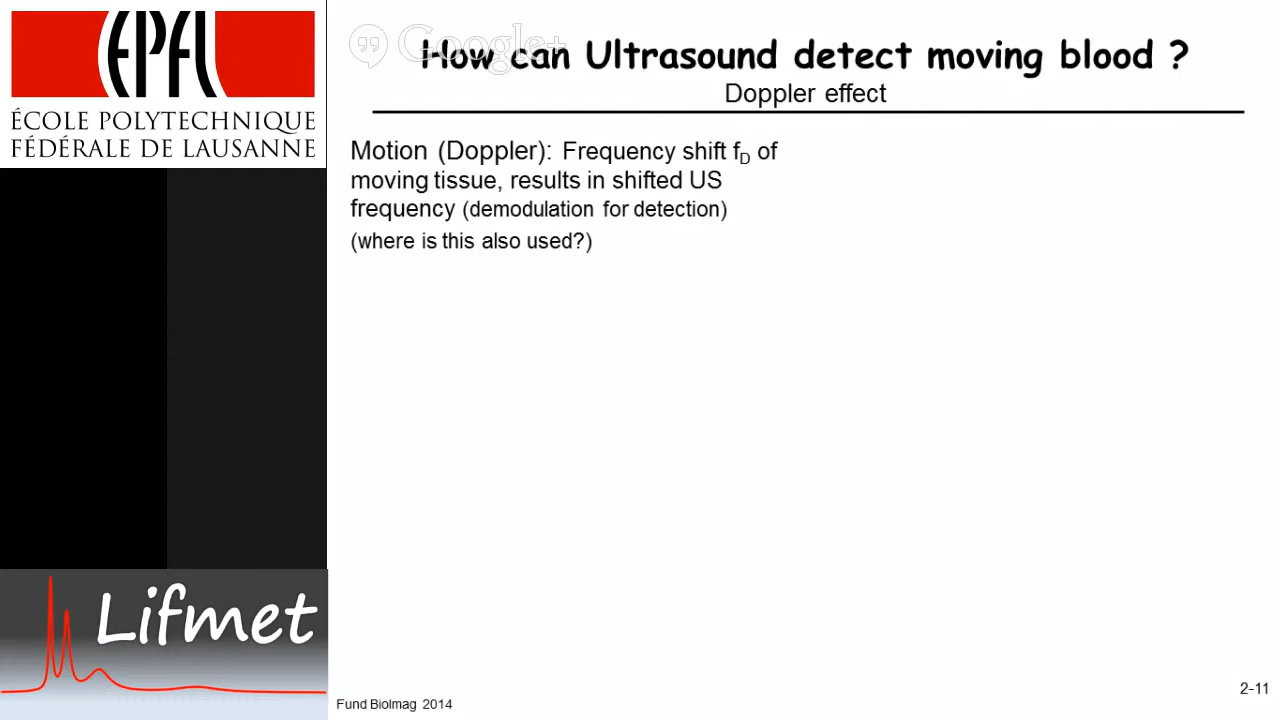 EPFL
ÉCOLE POLYTECHNIQUE
FÉDÉRALE DE LAUSANNE
Google+
How can Ultrasound detect moving blood ?
Doppler effect
Motion (Doppler): Frequency shift fD of
moving tissue, results in shifted US
frequency (demodulation for detection)
(where is this also used?)
Lifmet
Fund BioImag 2014
2-11